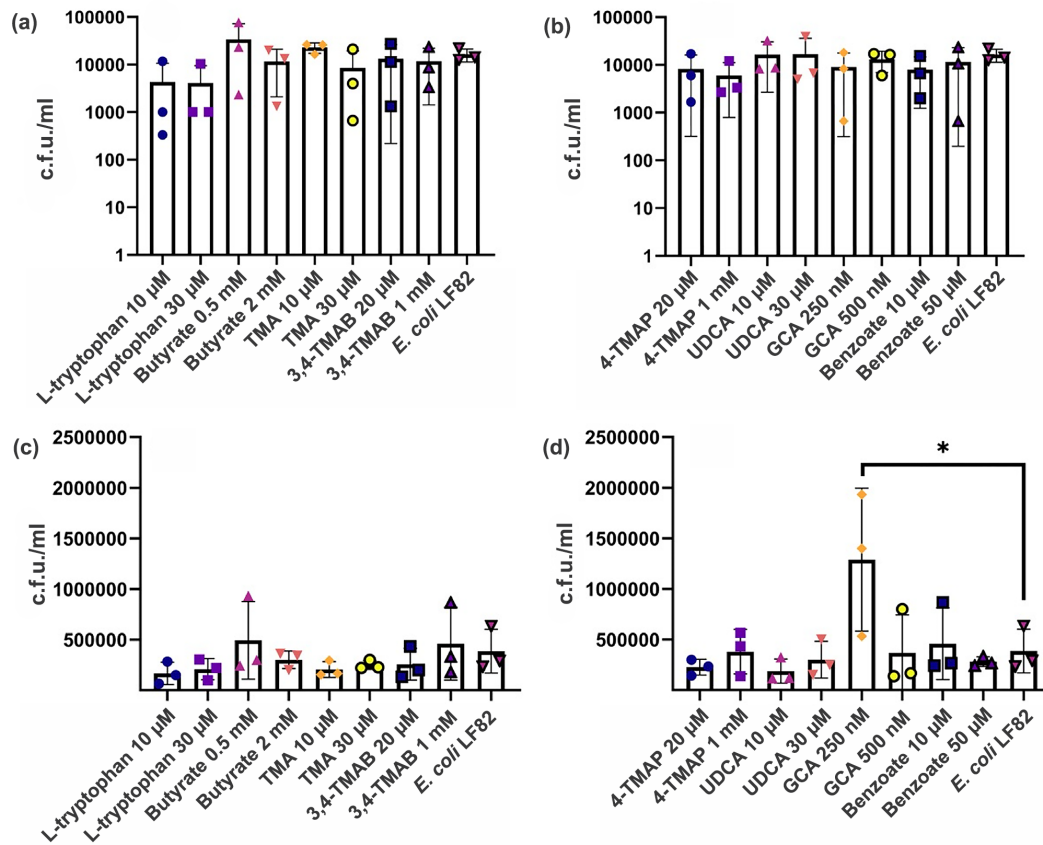 (a)
c.f.u./ml
100000
10000
1000
100
10
1
L-tryptophan 10 µM
L-tryptophan 30 µM
Butyrate 0.5 mM
Butyrate 2 mM
TMA 10 µM
TMA 30 µM
3,4-TMAB 20 µM
3,4-TMAB 1 mM
E. coli LF82
(b)
c.f.u./ml
100000
10000
1000
100
10
1
4-TMAP 20 µM
4-TMAP 1 mM
UDCA 10 µM
UDCA 30 µM
GCA 250 nM
GCA 500 nM
Benzoate 10 µM
Benzoate 50 µM
E. coli LF82
(c)
c.f.u./ml
2500000
2000000
1500000
1000000
500000
L-tryptophan 10 µM
L-tryptophan 30 µM
Butyrate 0.5 mM
Butyrate 2 mM
TMA 10 µM
TMA 30 µM
3,4-TMAB 20 µM
3,4-TMAB 1 mM
E. coli LF82
(d)
c.f.u./ml
2500000
2000000
1500000
1000000
500000
*
4-TMAP 20 µM
4-TMAP 1 mM
UDCA 10 µM
UDCA 30 µM
GCA 250 nM
GCA 500 nM
Benzoate 10 µM
Benzoate 50 µM
E. coli LF82